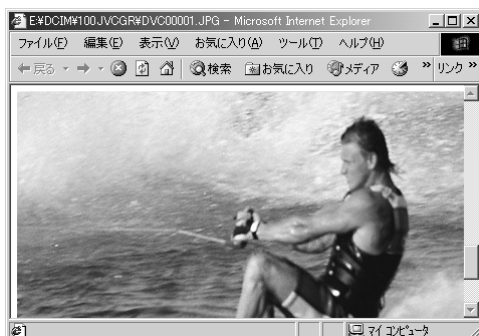 E:¥DCIM¥100JVCGR¥DVC00001.JPG - Microsoft Internet Explorer
ファイル(F) 編集(E) 表示(V) お気に入り(A) ツール(T) ヘルプ(H)
戻る 検索 お気に入り メディア » リンク »
マイ コンピュータ